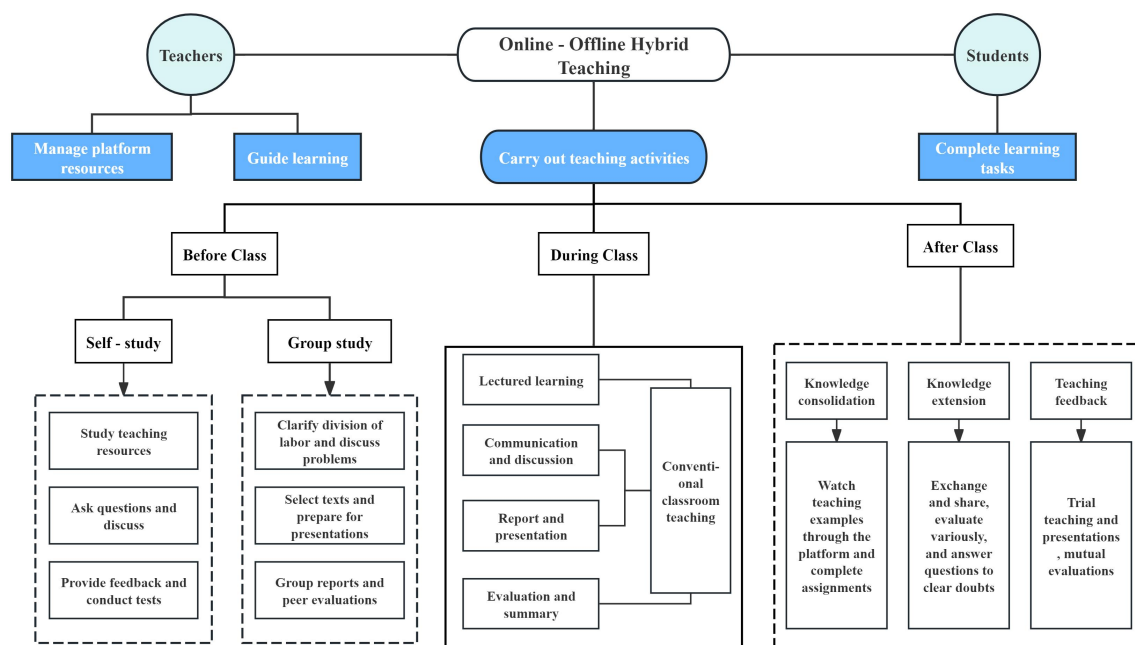 Teachers
Online - Offline Hybrid
Teaching
Students
Manage platform
resources
Guide learning
Carry out teaching activities
Complete learning
tasks
Before Class
During Class
After Class
Self - study
Group study
Study teaching
resources
Ask questions and
discuss
Provide feedback and
conduct tests
Clarify division of
labor and discuss
problems
Select texts and
prepare for
presentations
Group reports and
peer evaluations
Lectured learning
Communication
and discussion
Report and
presentation
Evaluation and
summary
Conventi-
onal
classroom
teaching
Knowledge
consolidation
Knowledge
extension
Teaching
feedback
Watch
teaching
examples
through the
platform and
complete
assignments
Exchange
and share,
evaluate
variously,
and answer
questions to
clear doubts
Trial
teaching and
presentations
, mutual
evaluations